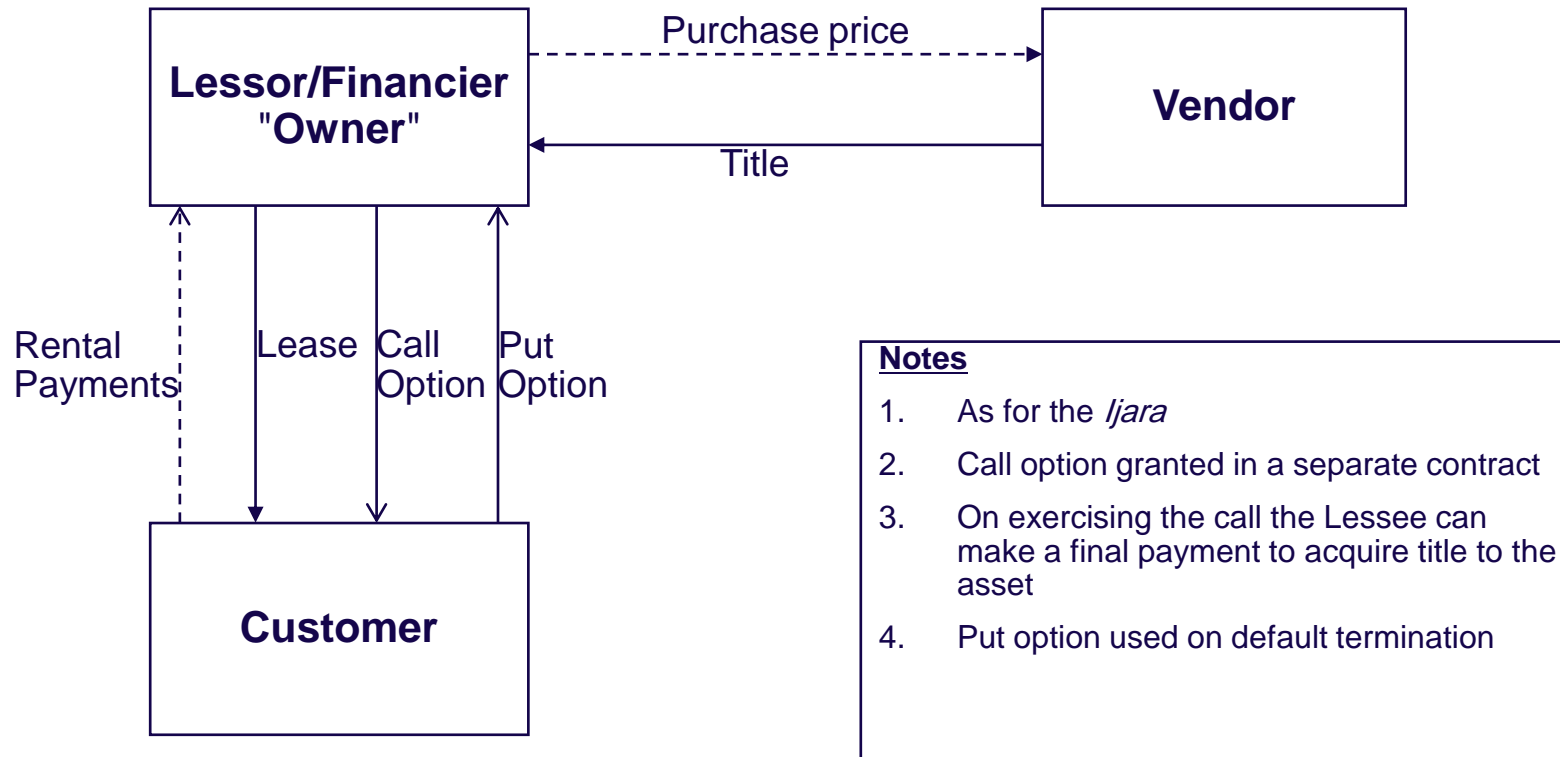 Purchase price
Lessor/Financier
"Owner"
Vendor
Title
Rental
Payments
Lease
Call
Option
Put
Option
Customer
Notes
1. As for the Ijara
2. Call option granted in a separate contract
3. On exercising the call the Lessee can
make a final payment to acquire title to the
asset
4. Put option used on default termination